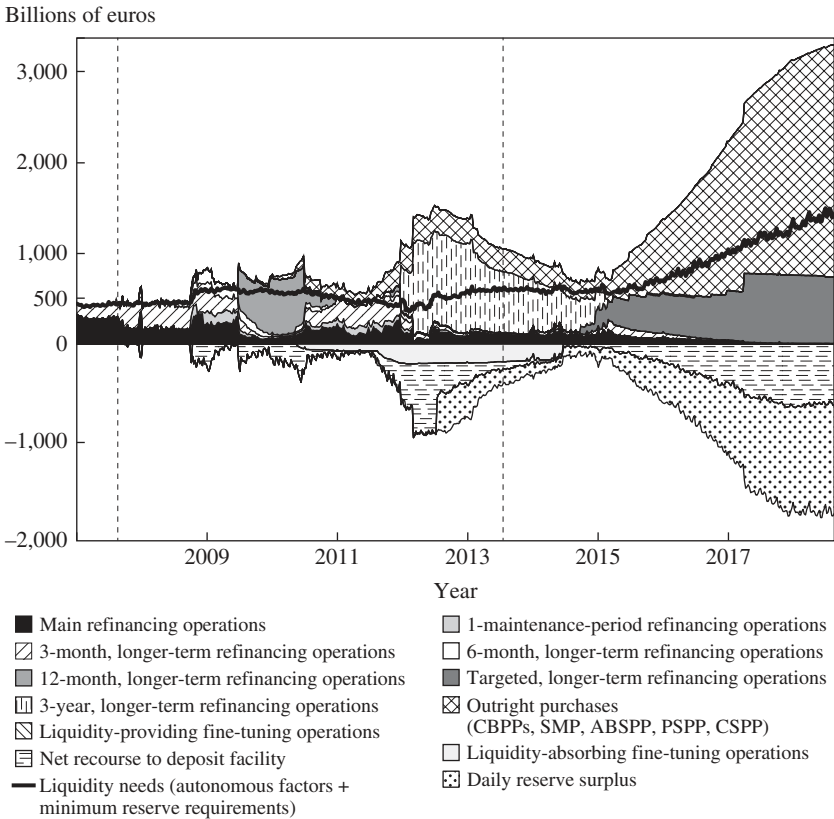 Billions of euros
3,000
2,000
1,000
500
0
–1,000
–2,000
2009 2011 2013 2015 2017
Year
Main refinancing operations
3-month, longer-term refinancing operations
12-month, longer-term refinancing operations
3-year, longer-term refinancing operations
Liquidity-providing fine-tuning operations
Net recourse to deposit facility
Liquidity needs (autonomous factors +
minimum reserve requirements)
1-maintenance-period refinancing operations
6-month, longer-term refinancing operations
Targeted, longer-term refinancing operations
Outright purchases
(CBPPs, SMP, ABSPP, PSPP, CSPP)
Liquidity-absorbing fine-tuning operations
Daily reserve surplus